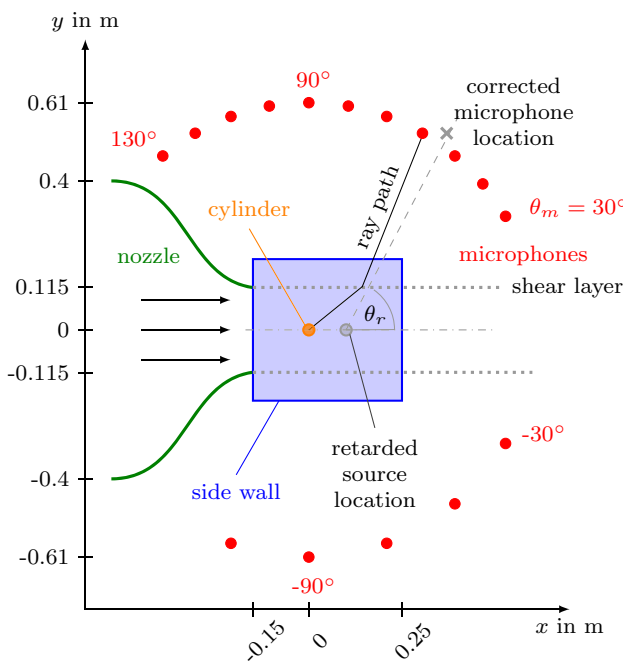 y in m
0.61
90°
corrected
microphone
location
130°
0.4
cylinder
ray path
θ_m = 30°
nozzle
microphones
0.115
shear layer
θ_r
0
-0.115
-30°
retarded
source
location
side wall
-0.4
-0.61
-90°
x in m
-0.15
0
0.25